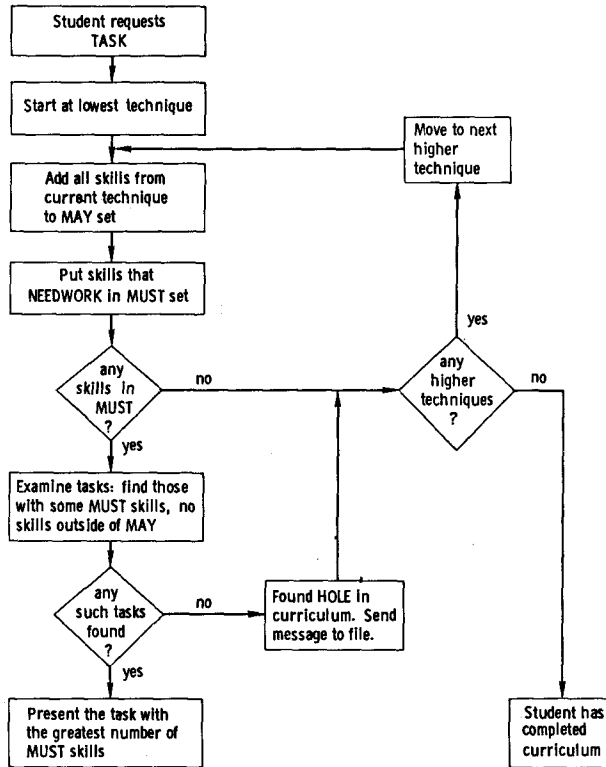 Student requests
TASK
Start at lowest technique
Move to next
higher
technique
Add all skills from
current technique
to MAY set
Put skills that
NEEDWORK in MUST set
yes
any
skills in
MUST
?
no
any
higher
techniques
?
no
yes
Examine tasks: find those
with some MUST skills, no
skills outside of MAY
any
such tasks
found
?
no
Found HOLE in
curriculum. Send
message to file.
yes
Present the task with
the greatest number of
MUST skills
Student has
completed
curriculum